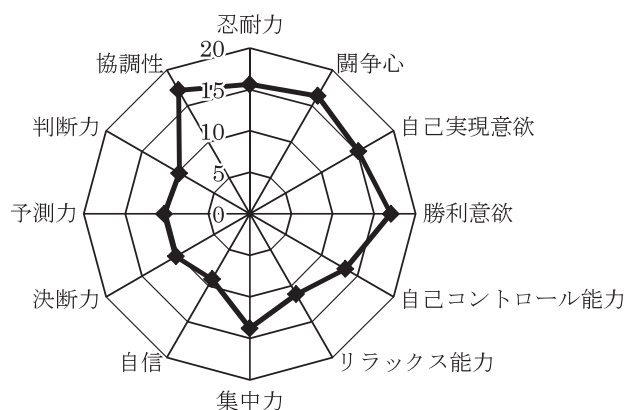 忍耐力
闘争心
自己実現意欲
勝利意欲
自己コントロール能力
リラックス能力
集中力
自信
決断力
予測力
判断力
協調性
20
15
10
5
0